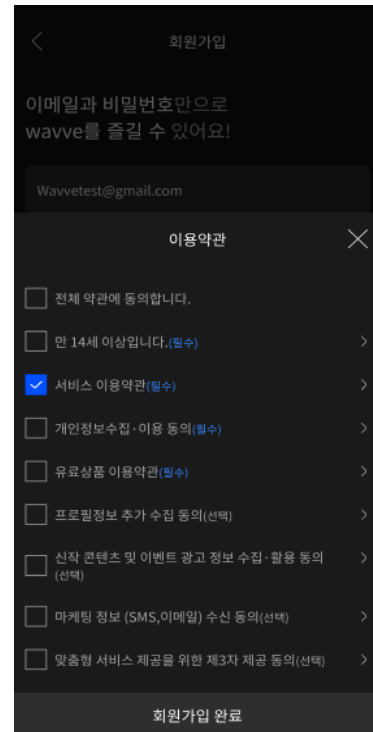 회원가입
이메일과 비밀번호만으로
wavve를 즐길 수 있어요!
Wavvetest@gmail.com
이용약관
전체 약관에 동의합니다.
만 14세 이상입니다.(필수)
서비스 이용약관(필수)
개인정보수집·이용 동의(필수)
유료상품 이용약관(필수)
프로필정보 추가 수집 동의(선택)
신작 콘텐츠 및 이벤트 광고 정보 수집·활용 동의
(선택)
마케팅 정보 (SMS,이메일) 수신 동의(선택)
맞춤형 서비스 제공을 위한 제3자 제공 동의(선택)
회원가입 완료